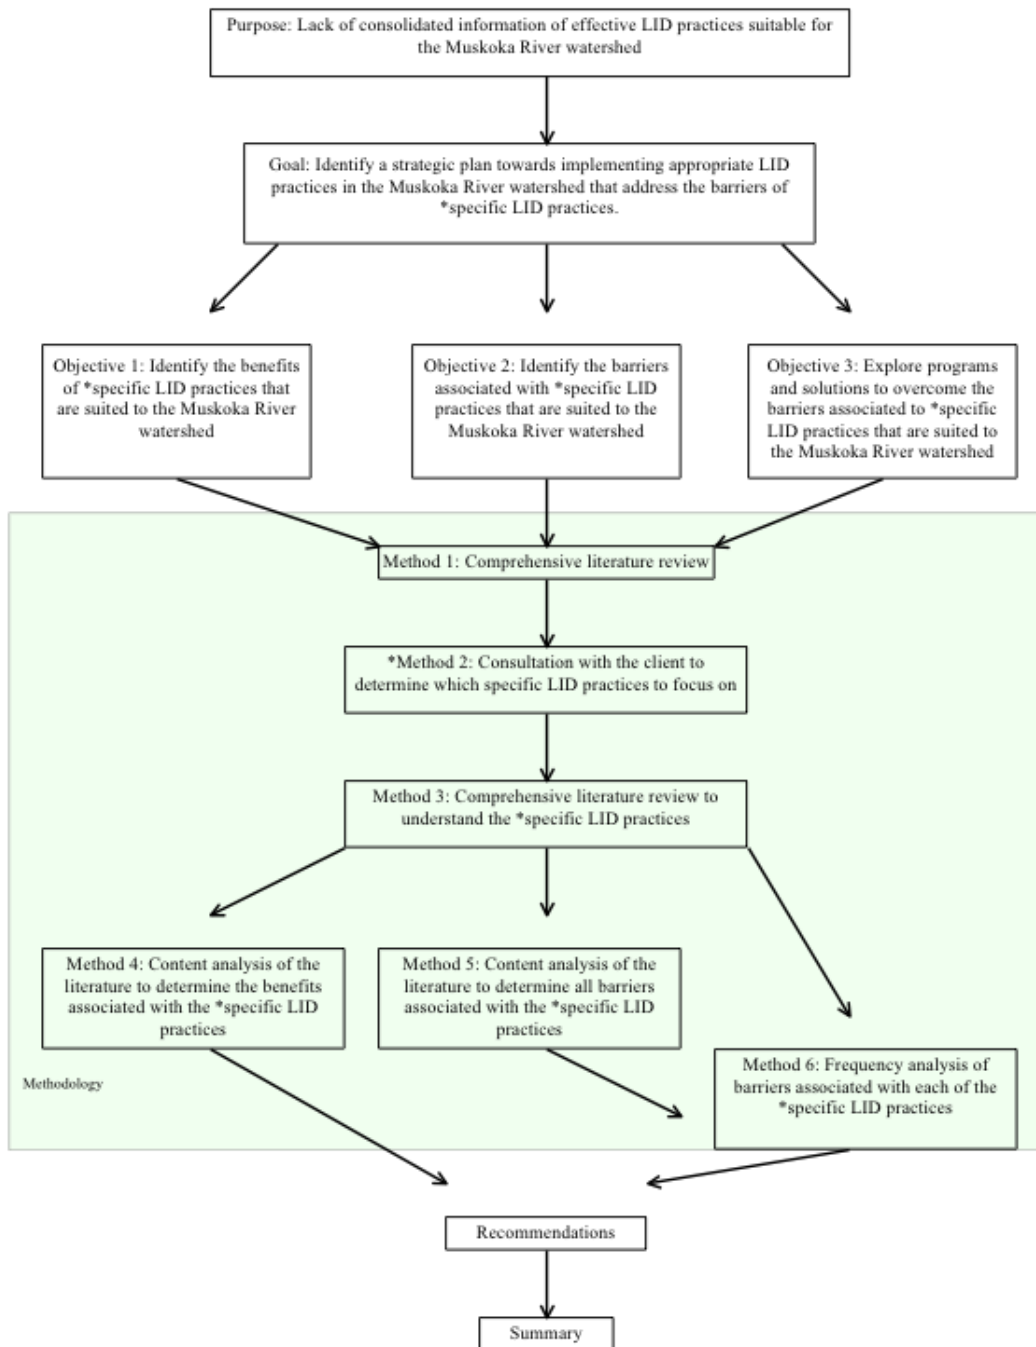 Purpose: Lack of consolidated information of effective LID practices suitable for
the Muskoka River watershed
Goal: Identify a strategic plan towards implementing appropriate LID
practices in the Muskoka River watershed that address the barriers of
*specific LID practices.
Objective 1: Identify the benefits
of *specific LID practices that
are suited to the Muskoka River
watershed
Objective 2: Identify the barriers
associated with *specific LID
practices that are suited to the
Muskoka River watershed
Objective 3: Explore programs
and solutions to overcome the
barriers associated to *specific
LID practices that are suited to
the Muskoka River watershed
Method 1: Comprehensive literature review
*Method 2: Consultation with the client to
determine which specific LID practices to focus on
Method 3: Comprehensive literature review to
understand the *specific LID practices
Method 4: Content analysis of the
literature to determine the benefits
associated with the *specific LID
practices
Method 5: Content analysis of the
literature to determine all barriers
associated with the *specific LID
practices
Method 6: Frequency analysis of
barriers associated with each of the
*specific LID practices
Methodology
Recommendations
Summary